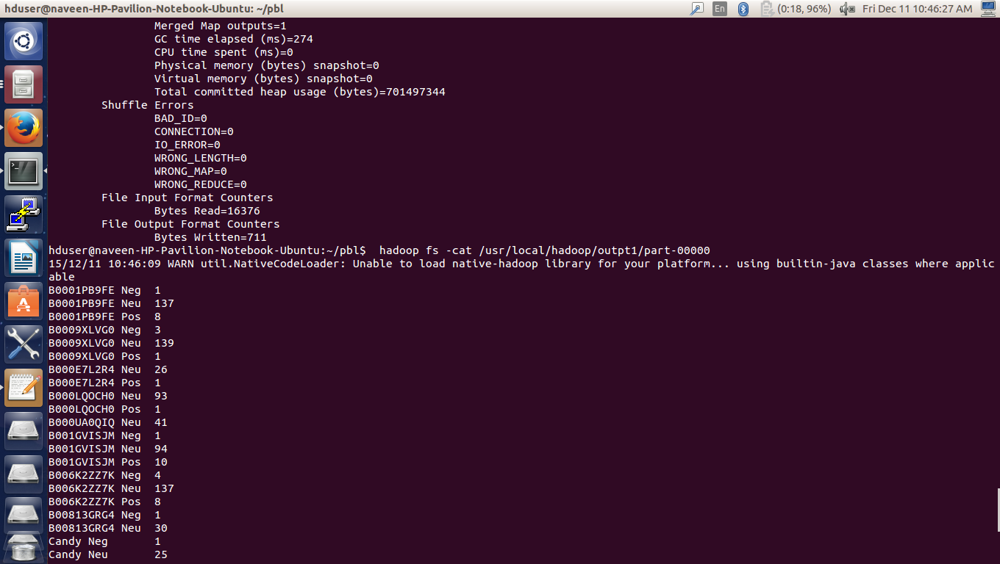 hduser@naveen-HP-Pavilion-Notebook-Ubuntu: ~/pbl
En
(0:18, 96%)
Fri Dec 11 10:46:27 AM
Merged Map outputs=1
GC time elapsed (ms)=274
CPU time spent (ms)=0
Physical memory (bytes) snapshot=0
Virtual memory (bytes) snapshot=0
Total committed heap usage (bytes)=701497344
Shuffle Errors
BAD_ID=0
CONNECTION=0
IO_ERROR=0
WRONG_LENGTH=0
WRONG_MAP=0
WRONG_REDUCE=0
File Input Format Counters
Bytes Read=16376
File Output Format Counters
Bytes Written=711
hduser@naveen-HP-Pavilion-Notebook-Ubuntu:~/pbl$  hadoop fs -cat /usr/local/hadoop/outpt1/part-00000
15/12/11 10:46:09 WARN util.NativeCodeLoader: Unable to load native-hadoop library for your platform... using builtin-java classes where applic
able
B0001PB9FE Neg  1
B0001PB9FE Neu  137
B0001PB9FE Pos  8
B0009XLVG0 Neg  3
B0009XLVG0 Neu  139
B0009XLVG0 Pos  1
B000E7L2R4 Neu  26
B000E7L2R4 Pos  1
B000LQOCH0 Neu  93
B000LQOCH0 Pos  1
B000UA0QIQ Neu  41
B001GVISJM Neg  1
B001GVISJM Neu  94
B001GVISJM Pos  10
B006K2ZZ7K Neg  4
B006K2ZZ7K Neu  137
B006K2ZZ7K Pos  8
B00813GRG4 Neg  1
B00813GRG4 Neu  30
Candy Neg       1
Candy Neu       25